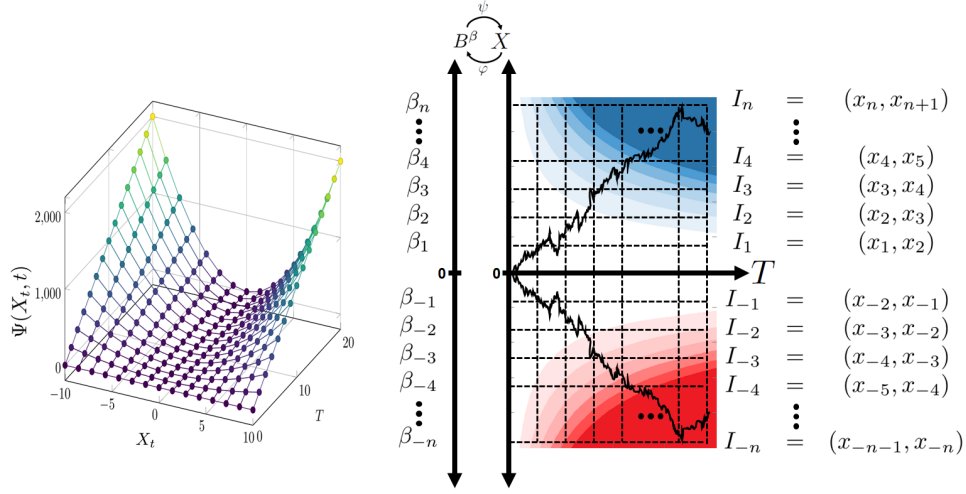 ψ
B^β X
φ
β_n I_n = (x_n, x_{n+1})
β_4 I_4 = (x_4, x_5)
β_3 I_3 = (x_3, x_4)
β_2 I_2 = (x_2, x_3)
β_1 I_1 = (x_1, x_2)
0 0 T
β_{-1} I_{-1} = (x_{-2}, x_{-1})
β_{-2} I_{-2} = (x_{-3}, x_{-2})
β_{-3} I_{-3} = (x_{-4}, x_{-3})
β_{-4} I_{-4} = (x_{-5}, x_{-4})
β_{-n} I_{-n} = (x_{-n-1}, x_{-n})
Ψ(X_t, t)
2,000
1,000
0
−10 −5 0 5 10
X_t
0 10 20
T